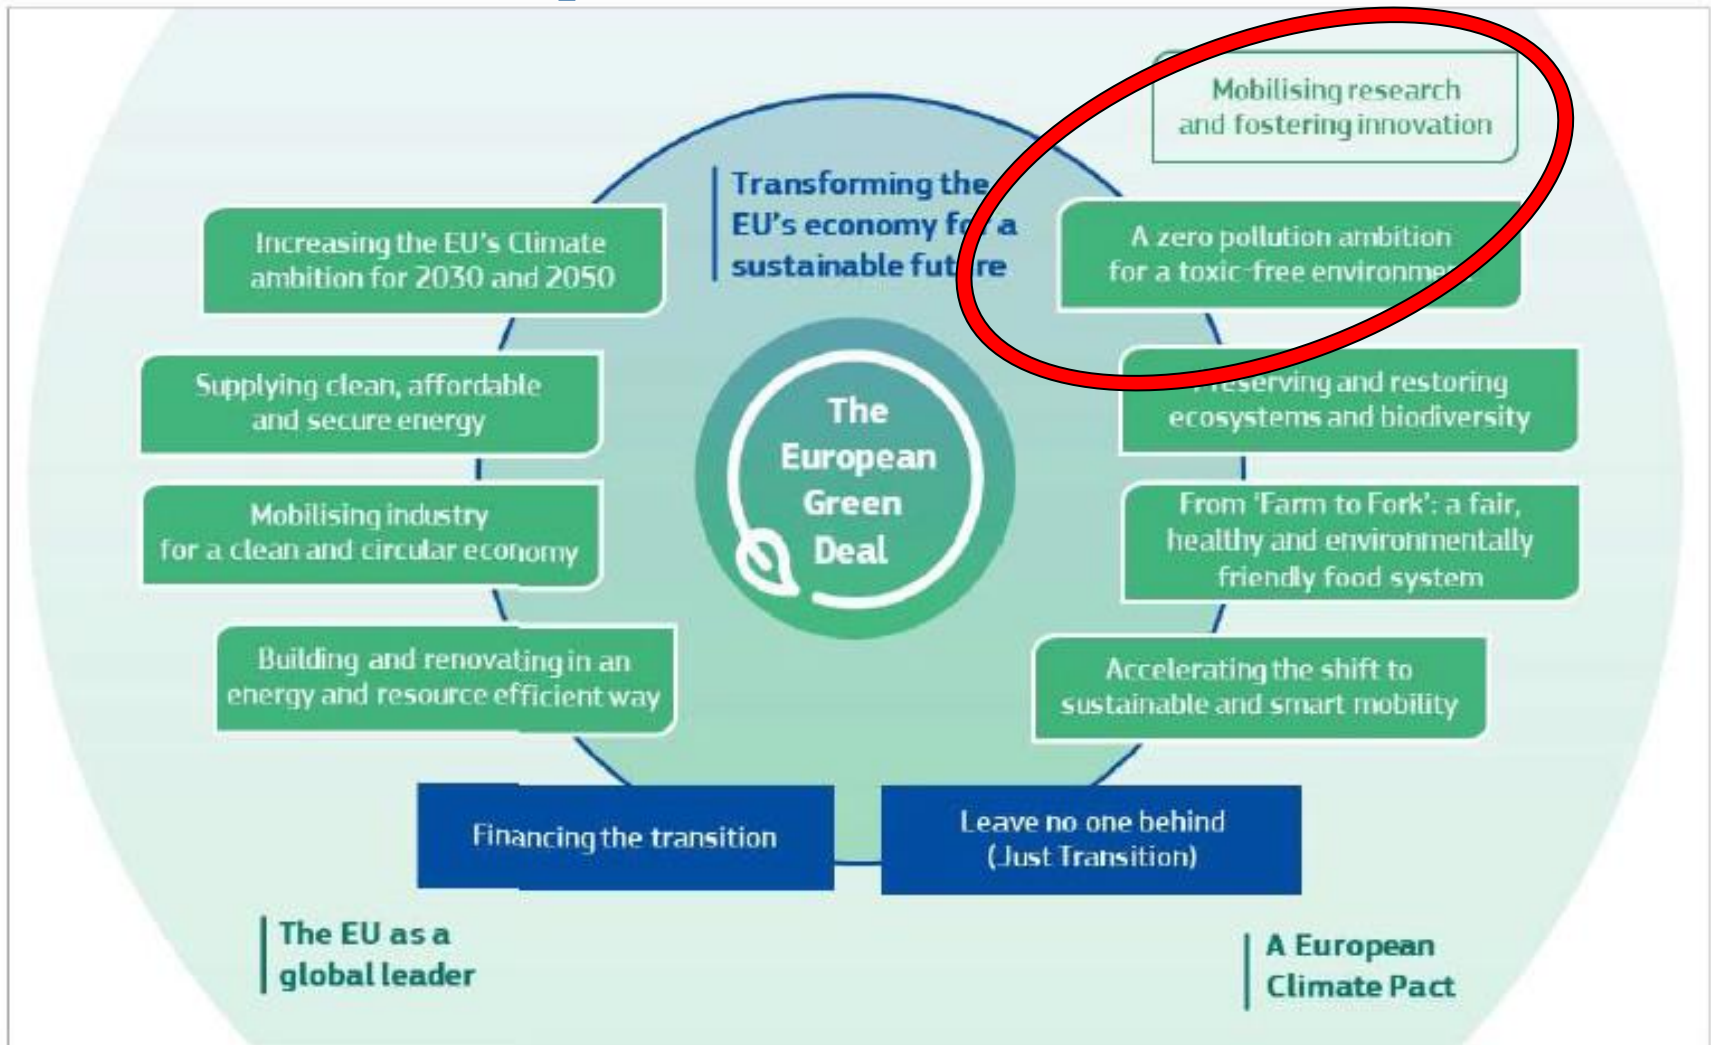 Mobilising research
and fostering innovation
Transforming the
EU's economy for a
sustainable future
Increasing the EU's Climate
ambition for 2030 and 2050
A zero pollution ambition
for a toxic-free environment
Supplying clean, affordable
and secure energy
The
European
Green
Deal
Preserving and restoring
ecosystems and biodiversity
Mobilising industry
for a clean and circular economy
From 'Farm to Fork': a fair,
healthy and environmentally
friendly food system
Building and renovating in an
energy and resource efficient way
Accelerating the shift to
sustainable and smart mobility
Financing the transition
Leave no one behind
(Just Transition)
The EU as a
global leader
A European
Climate Pact